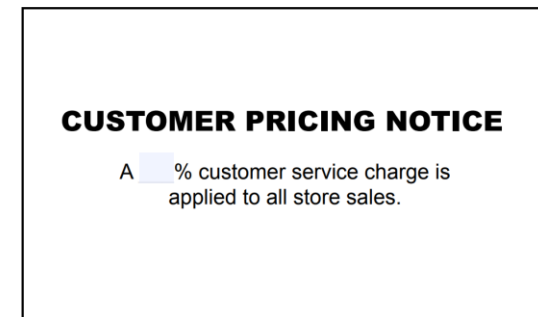 CUSTOMER PRICING NOTICE
A % customer service charge is
applied to all store sales.